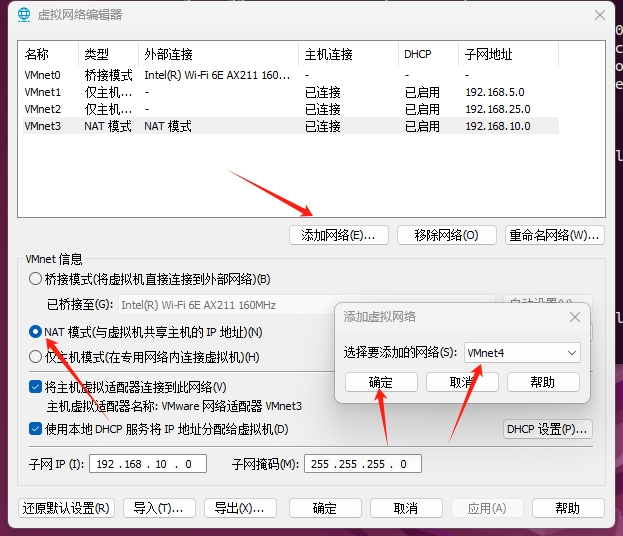 虚拟网络编辑器
名称 类型 外部连接 主机连接 DHCP 子网地址
VMnet0 桥接模式 Intel(R) Wi-Fi 6E AX211 160... - - -
VMnet1 仅主机... - 已连接 已启用 192.168.5.0
VMnet2 仅主机... - 已连接 已启用 192.168.25.0
VMnet3 NAT 模式 NAT 模式 已连接 已启用 192.168.10.0
添加网络(E)... 移除网络(O) 重命名网络(W)...
VMnet 信息
桥接模式(将虚拟机直接连接到外部网络)(B)
已桥接至(G): Intel(R) Wi-Fi 6E AX211 160MHz
NAT 模式(与虚拟机共享主机的 IP 地址)(N)
仅主机模式(在专用网络内连接虚拟机)(H)
添加虚拟网络
选择要添加的网络(S): VMnet4
确定 取消 帮助
将主机虚拟适配器连接到此网络(V)
主机虚拟适配器名称: VMware 网络适配器 VMnet3
使用本地 DHCP 服务将 IP 地址分配给虚拟机(D) DHCP 设置(P)...
子网 IP (I): 192 . 168 . 10 . 0 子网掩码(M): 255 . 255 . 255 . 0
还原默认设置(R) 导入(T)... 导出(X)... 确定 取消 应用(A) 帮助